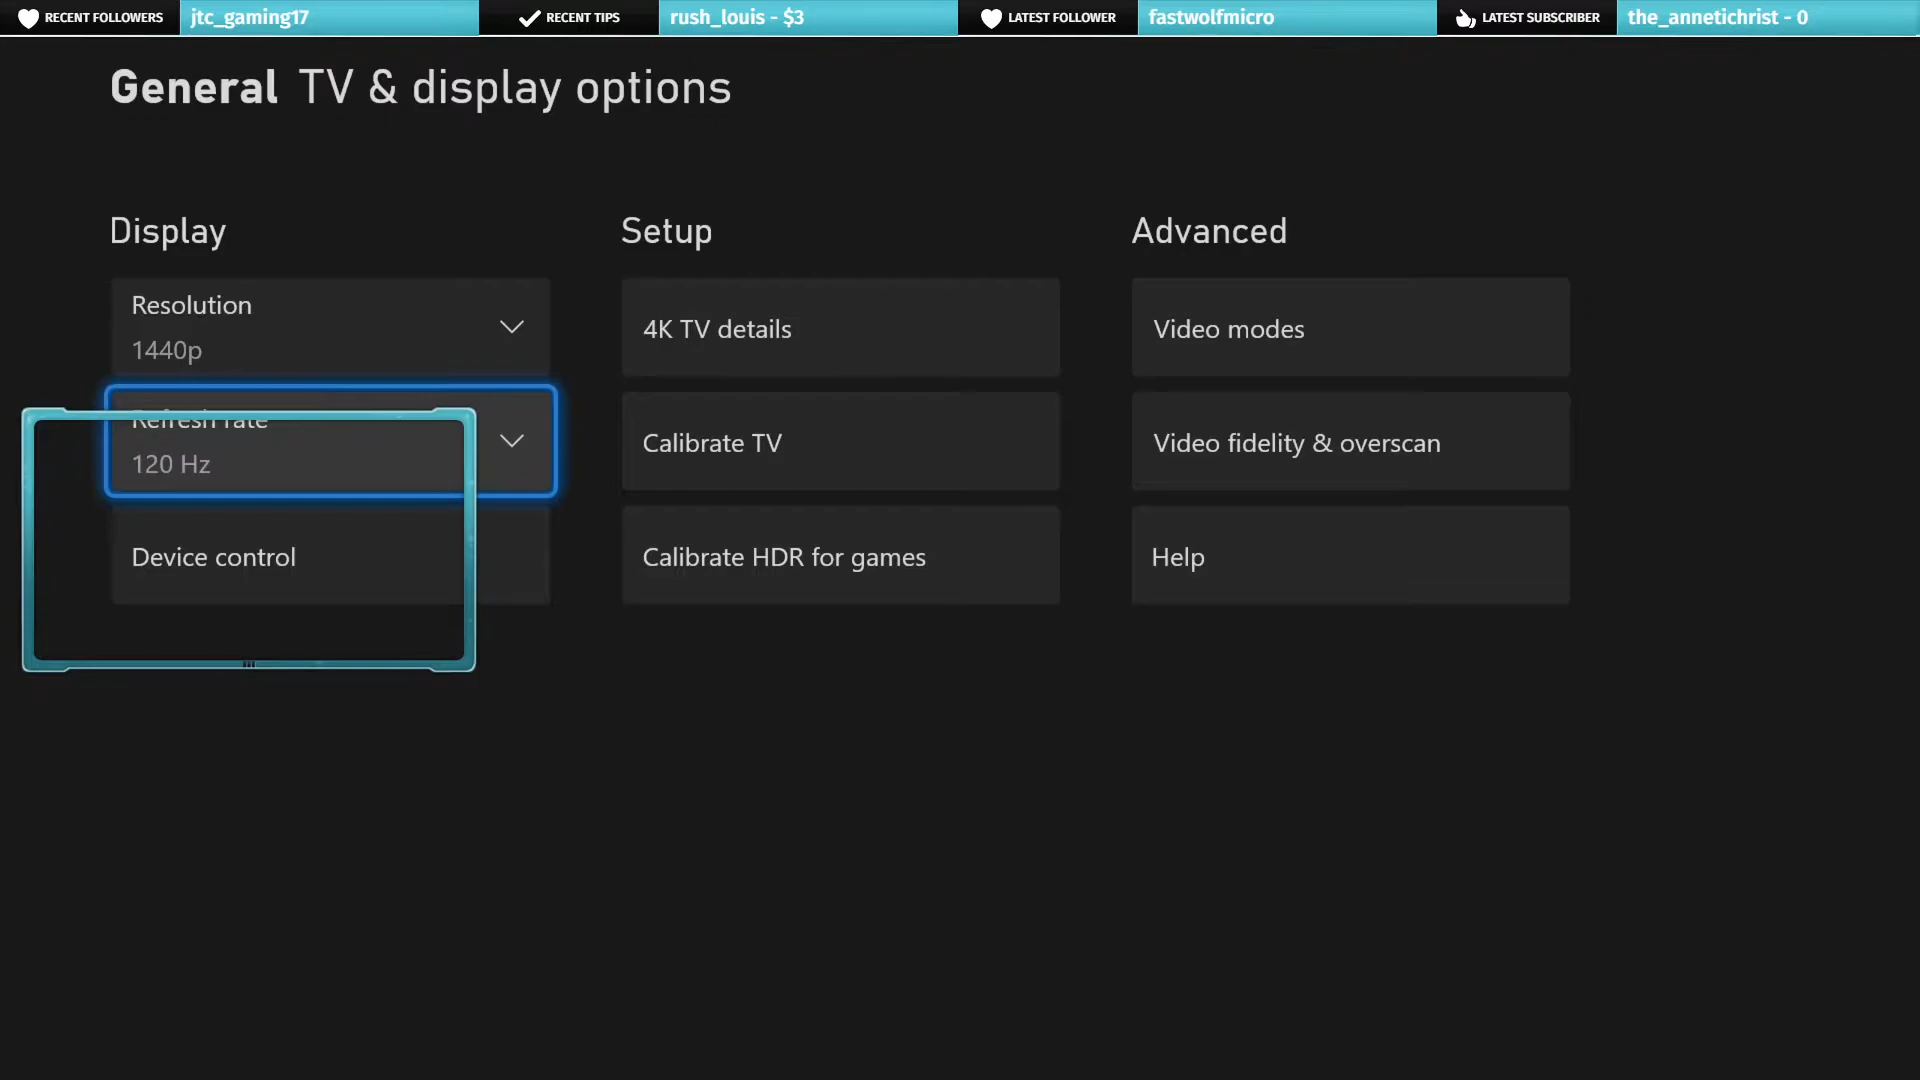 RECENT FOLLOWERS jtc_gaming17 RECENT TIPS rush_louis - $3 LATEST FOLLOWER fastwolfmicro LATEST SUBSCRIBER the_annetichrist - 0
General TV & display options
Display
Resolution
1440p
Refresh rate
120 Hz
Device control
Setup
4K TV details
Calibrate TV
Calibrate HDR for games
Advanced
Video modes
Video fidelity & overscan
Help